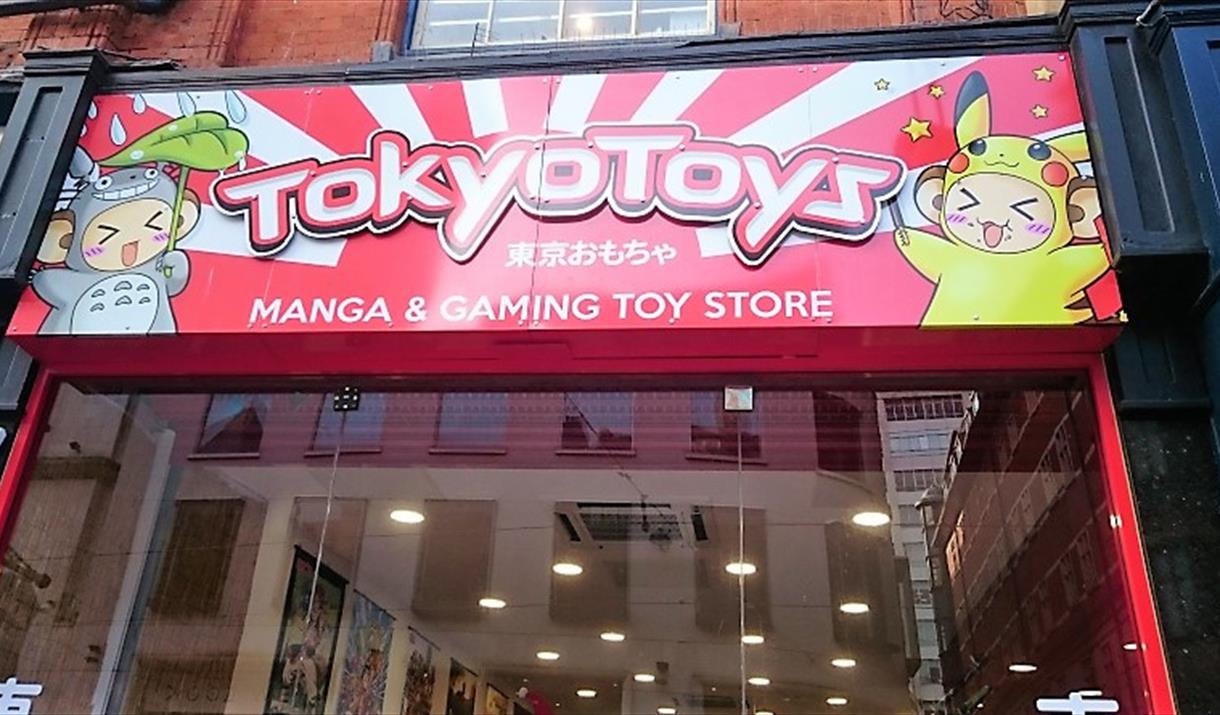 TokyoToys
東京おもちゃ
MANGA & GAMING TOY STORE